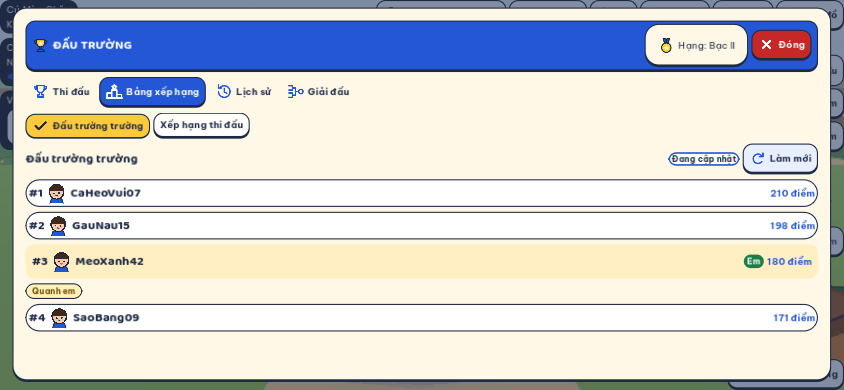 ĐẤU TRƯỜNG
Hạng: Bạc II
Đóng
Thi đấu
Bảng xếp hạng
Lịch sử
Giải đấu
Đấu trường trường
Xếp hạng thi đấu
Đấu trường trường
Đang cập nhật
Làm mới
#1 CaHeoVui07 210 điểm
#2 GauNau15 198 điểm
#3 MeoXanh42 Em 180 điểm
Quanh em
#4 SaoBang09 171 điểm